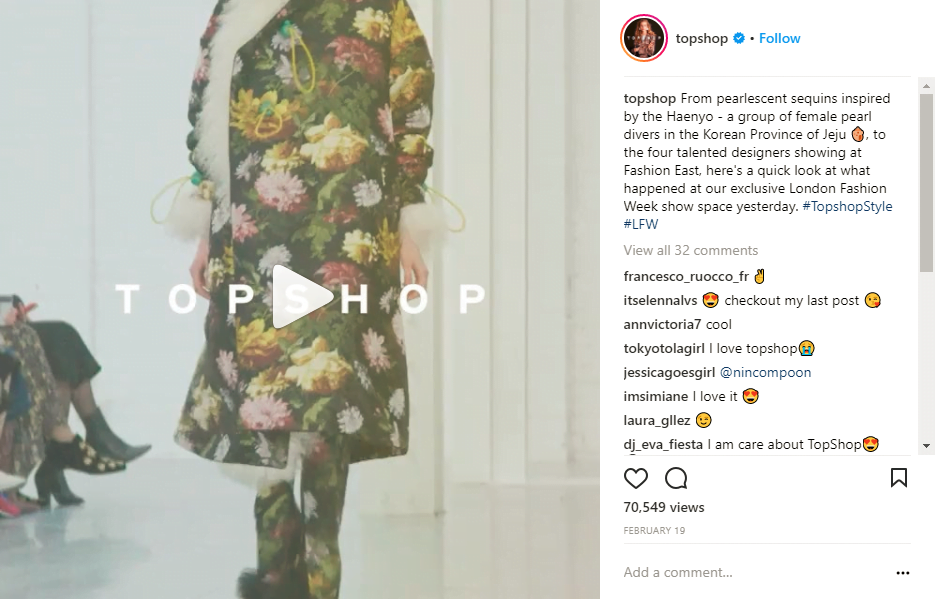 TOPSHOP
topshop • Follow
topshop From pearlescent sequins inspired
by the Haenyo - a group of female pearl
divers in the Korean Province of Jeju 🐚, to
the four talented designers showing at
Fashion East, here's a quick look at what
happened at our exclusive London Fashion
Week show space yesterday. #TopshopStyle
#LFW
View all 32 comments
francesco_ruocco_fr ✌
itselennalvs 😍 checkout my last post 😘
annvictoria7 cool
tokyotolagirl I love topshop😭
jessicagoesgirl @nincompoon
imsimiane I love it 😍
laura_gllez 😉
dj_eva_fiesta I am care about TopShop😍
70,549 views
FEBRUARY 19
Add a comment...